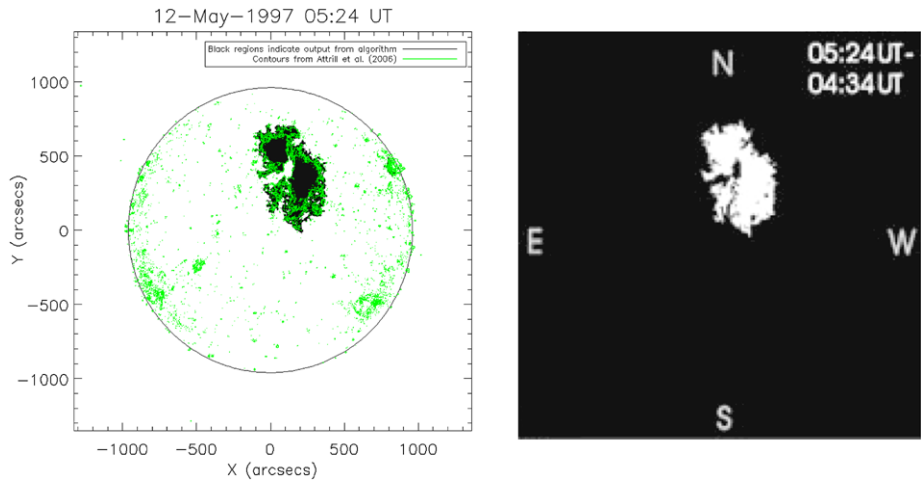 12-May-1997 05:24 UT
Black regions indicate output from algorithm
Contours from Attrill et al. (2006)
1000
500
0
−500
−1000
Y (arcsecs)
−1000 −500 0 500 1000
X (arcsecs)
05:24UT-
04:34UT
N
E W
S